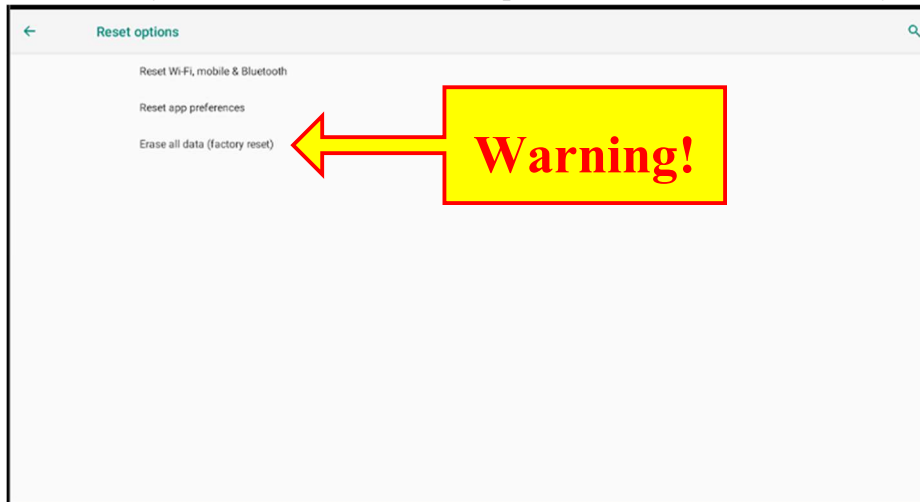 Reset options
Reset Wi-Fi, mobile & Bluetooth
Reset app preferences
Erase all data (factory reset)
Warning!